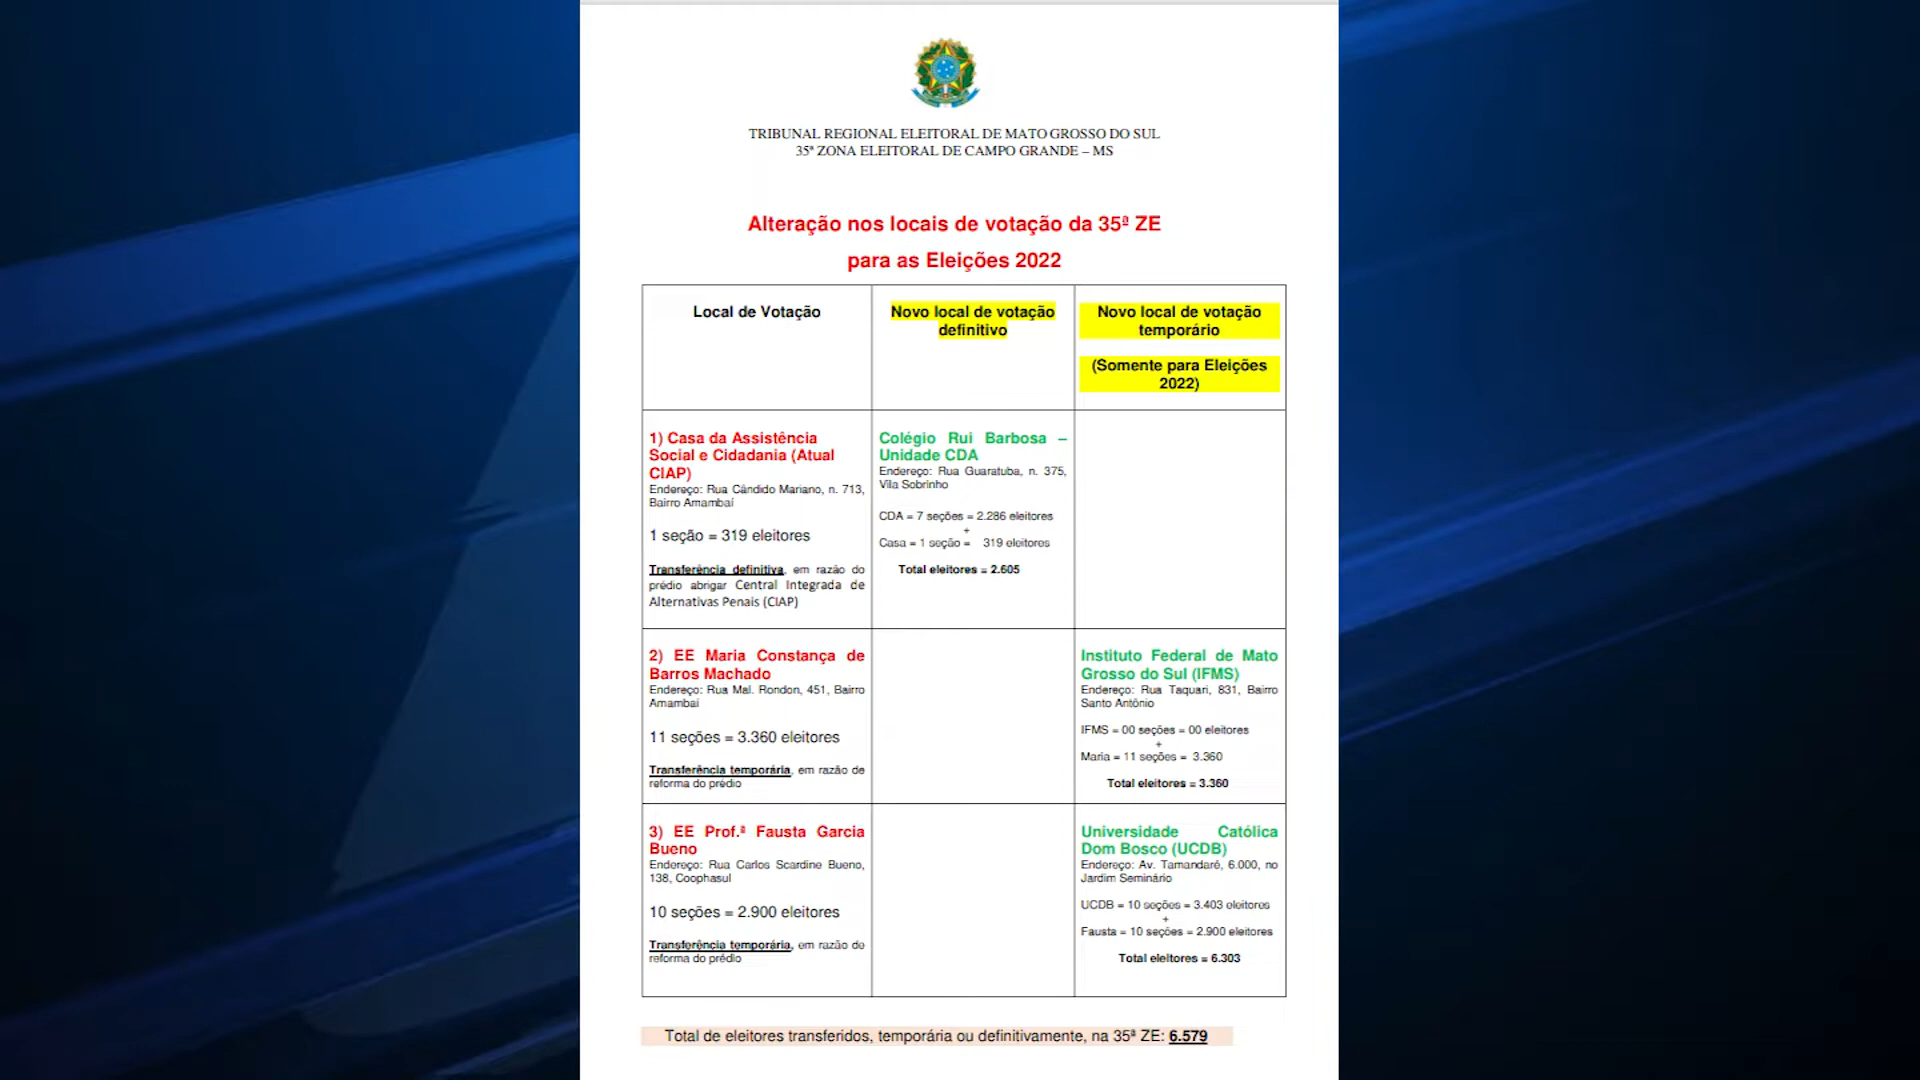 TRIBUNAL REGIONAL ELEITORAL DE MATO GROSSO DO SUL
35ª ZONA ELEITORAL DE CAMPO GRANDE – MS
Alteração nos locais de votação da 35ª ZE
para as Eleições 2022
Local de Votação
Novo local de votação
definitivo
Novo local de votação
temporário
(Somente para Eleições
2022)
1) Casa da Assistência
Social e Cidadania (Atual
CIAP)
Endereço: Rua Cândido Mariano, n. 713,
Bairro Amambaí
1 seção = 319 eleitores
Transferência definitiva, em razão do
prédio abrigar Central Integrada de
Alternativas Penais (CIAP)
Colégio Rui Barbosa –
Unidade CDA
Endereço: Rua Guaratuba, n. 375,
Vila Sobrinho
CDA = 7 seções = 2.286 eleitores
+
Casa = 1 seção = 319 eleitores
Total eleitores = 2.605
2) EE Maria Constança de
Barros Machado
Endereço: Rua Mal. Rondon, 451, Bairro
Amambaí
11 seções = 3.360 eleitores
Transferência temporária, em razão de
reforma do prédio
Instituto Federal de Mato
Grosso do Sul (IFMS)
Endereço: Rua Taquari, 831, Bairro
Santo Antônio
IFMS = 00 seções = 00 eleitores
+
Maria = 11 seções = 3.360
Total eleitores = 3.360
3) EE Prof.ª Fausta Garcia
Bueno
Endereço: Rua Carlos Scardine Bueno,
138, Coophasul
10 seções = 2.900 eleitores
Transferência temporária, em razão de
reforma do prédio
Universidade Católica
Dom Bosco (UCDB)
Endereço: Av. Tamandaré, 6.000, no
Jardim Seminário
UCDB = 10 seções = 3.403 eleitores
+
Fausta = 10 seções = 2.900 eleitores
Total eleitores = 6.303
Total de eleitores transferidos, temporária ou definitivamente, na 35ª ZE: 6.579